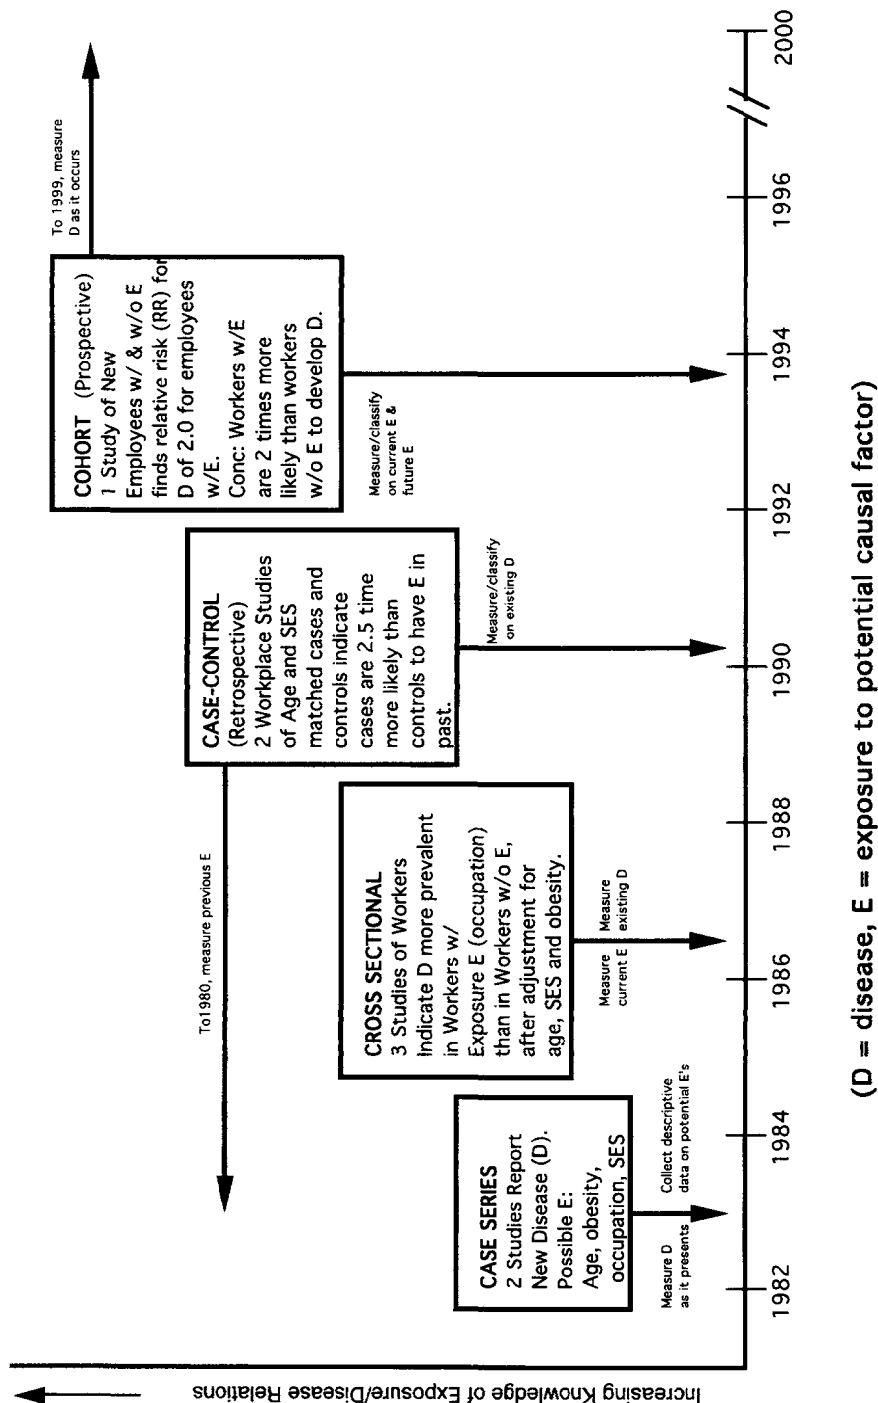 Increasing Knowledge of Exposure/Disease Relations
CASE SERIES
2 Studies Report
New Disease (D).
Possible E:
Age, obesity,
occupation, SES
Measure D
as it presents
Collect descriptive
data on potential E's
CROSS SECTIONAL
3 Studies of Workers
Indicate D more prevalent
in Workers w/
Exposure E (occupation)
than in Workers w/o E,
after adjustment for
age, SES and obesity.
Measure
current E
Measure
existing D
To1980, measure previous E
CASE-CONTROL
(Retrospective)
2 Workplace Studies
of Age and SES
matched cases and
controls indicate
cases are 2.5 time
more likely than
controls to have E in
past.
Measure/classify
on existing D
COHORT (Prospective)
1 Study of New
Employees w/ & w/o E
finds relative risk (RR) for
D of 2.0 for employees
w/E.
Conc: Workers w/E
are 2 times more
likely than workers
w/o E to develop D.
Measure/classify
on current E &
future E
To 1999, measure
D as it occurs
1982
1984
1986
1988
1990
1992
1994
1996
2000
(D = disease, E = exposure to potential causal factor)